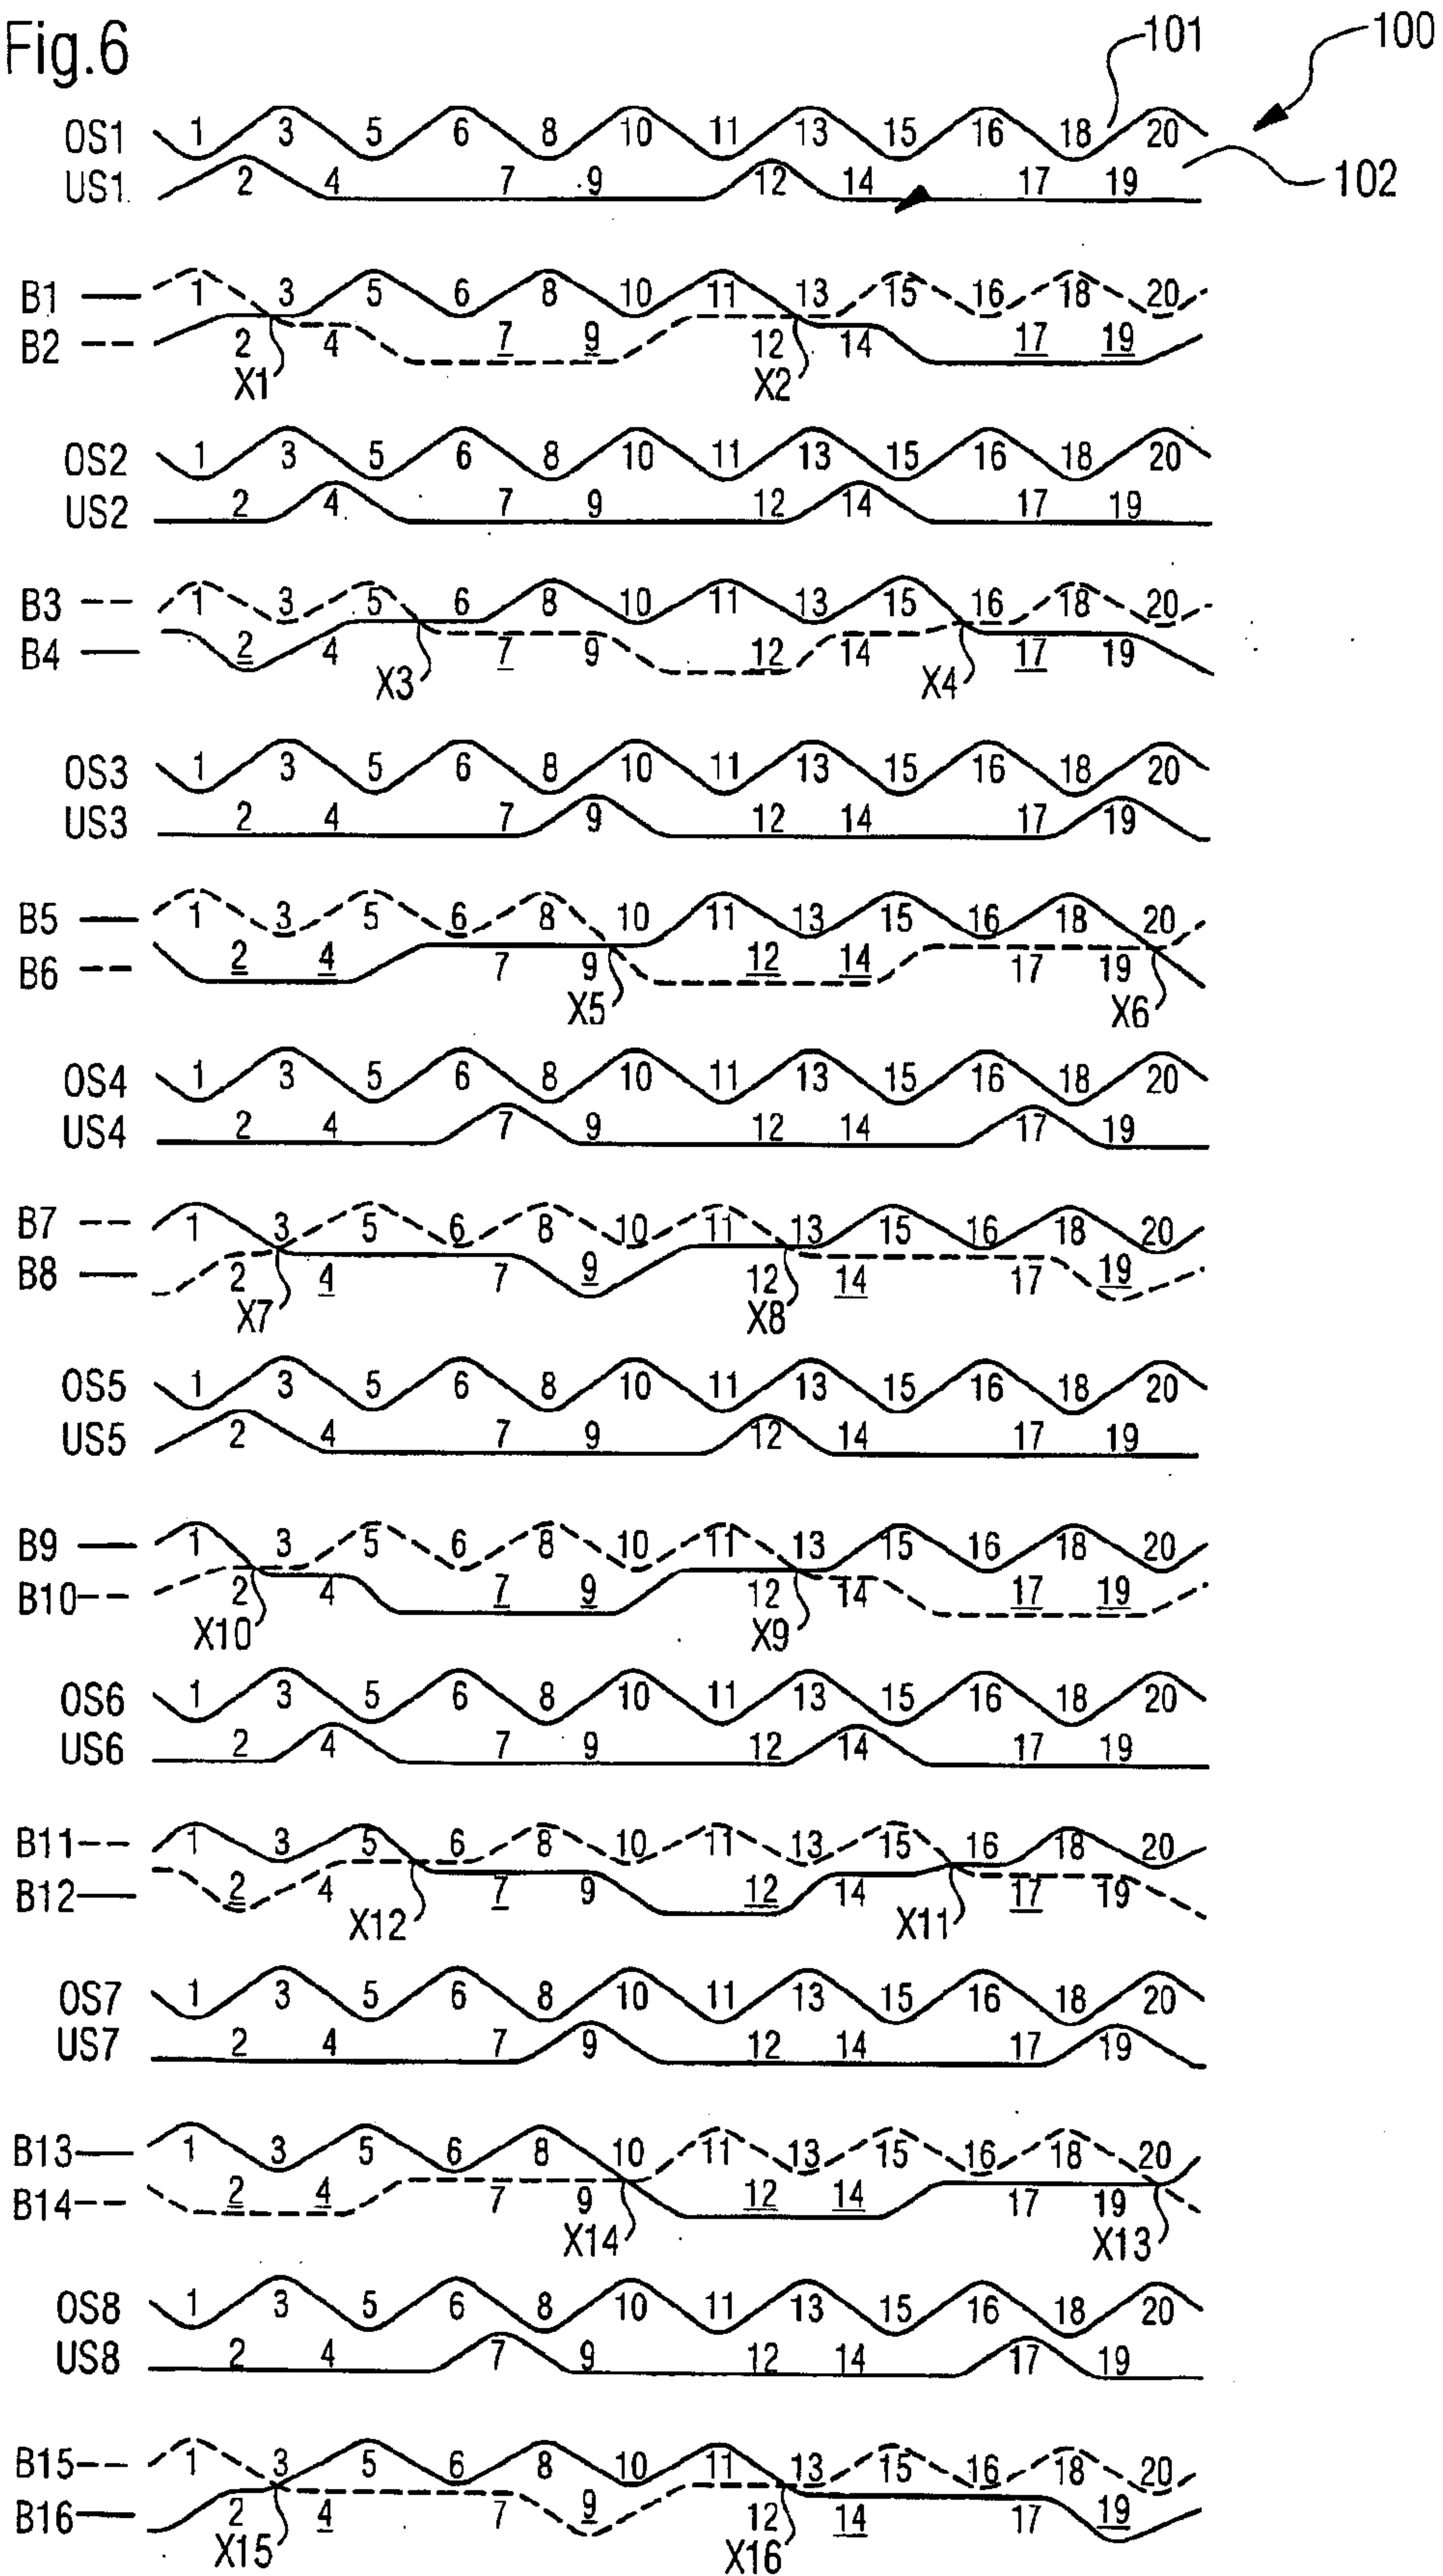 Fig.6
101
100
OS1 1 3 5 6 8 10 11 13 15 16 18 20
US1 2 4 7 9 12 14 17 19
102
B1 1 3 5 6 8 10 11 13 15 16 18 20
B2 2 4 7 9 12 14 17 19
X1 X2
OS2 1 3 5 6 8 10 11 13 15 16 18 20
US2 2 4 7 9 12 14 17 19
B3 1 3 5 6 8 10 11 13 15 16 18 20
B4 2 4 7 9 12 14 17 19
X3 X4
OS3 1 3 5 6 8 10 11 13 15 16 18 20
US3 2 4 7 9 12 14 17 19
B5 1 3 5 6 8 10 11 13 15 16 18 20
B6 2 4 7 9 12 14 17 19
X5 X6
OS4 1 3 5 6 8 10 11 13 15 16 18 20
US4 2 4 7 9 12 14 17 19
B7 1 3 5 6 8 10 11 13 15 16 18 20
B8 2 4 7 9 12 14 17 19
X7 X8
OS5 1 3 5 6 8 10 11 13 15 16 18 20
US5 2 4 7 9 12 14 17 19
B9 1 3 5 6 8 10 11 13 15 16 18 20
B10 2 4 7 9 12 14 17 19
X10 X9
OS6 1 3 5 6 8 10 11 13 15 16 18 20
US6 2 4 7 9 12 14 17 19
B11 1 3 5 6 8 10 11 13 15 16 18 20
B12 2 4 7 9 12 14 17 19
X12 X11
OS7 1 3 5 6 8 10 11 13 15 16 18 20
US7 2 4 7 9 12 14 17 19
B13 1 3 5 6 8 10 11 13 15 16 18 20
B14 2 4 7 9 12 14 17 19
X14 X13
OS8 1 3 5 6 8 10 11 13 15 16 18 20
US8 2 4 7 9 12 14 17 19
B15 1 3 5 6 8 10 11 13 15 16 18 20
B16 2 4 7 9 12 14 17 19
X15 X16